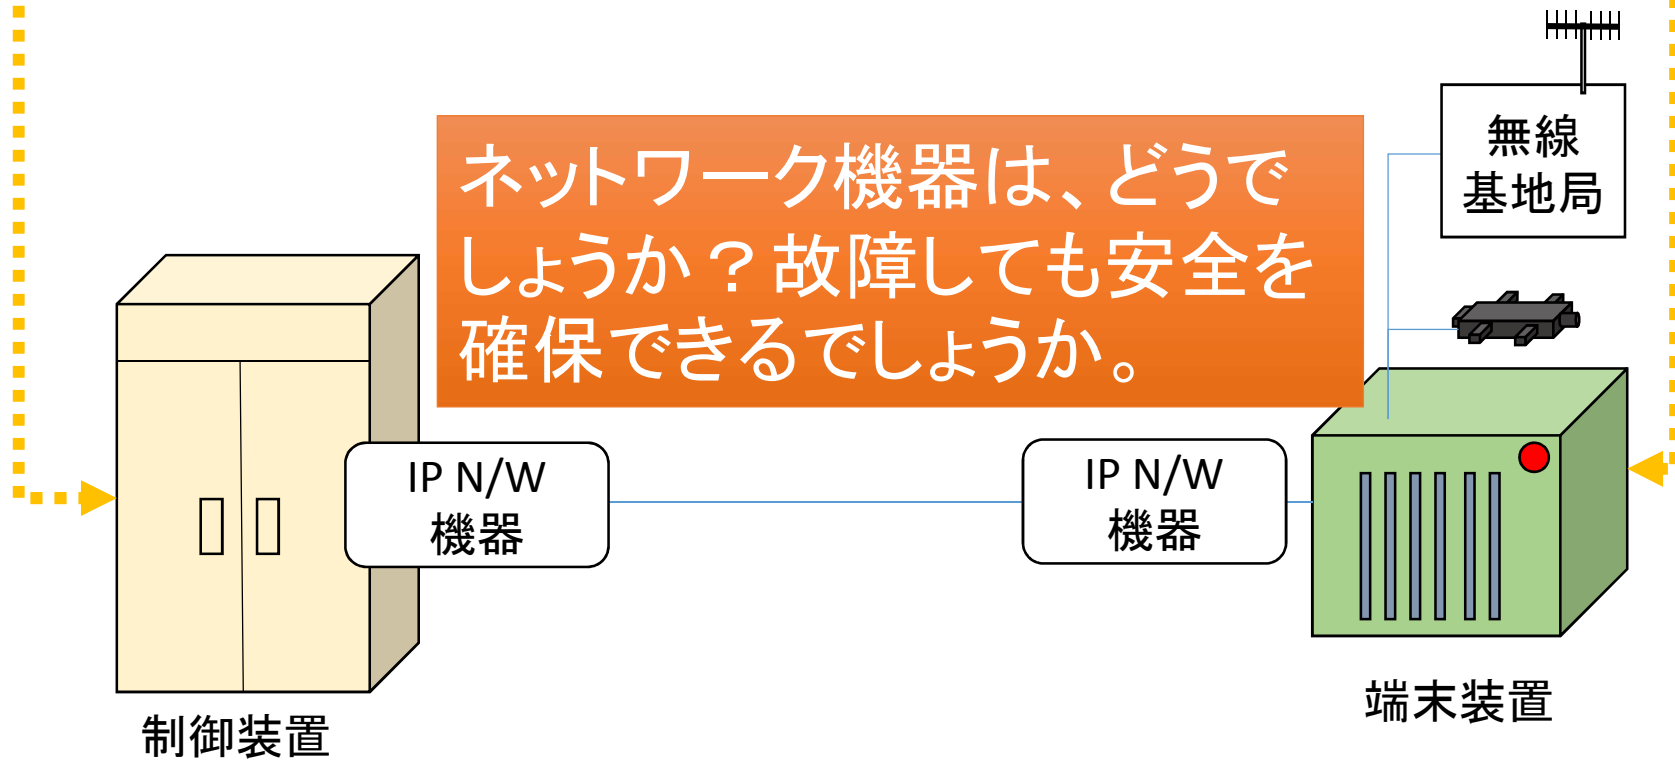 無線
基地局
ネットワーク機器は、どうで
しょうか？故障しても安全を
確保できるでしょうか。
IP N/W
機器
IP N/W
機器
端末装置
制御装置